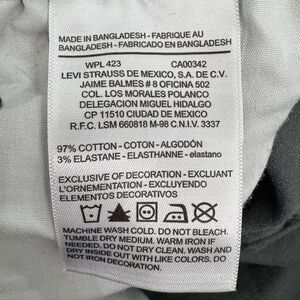 MADE IN BANGLADESH - FABRIQUE AU
BANGLADESH - FABRICADO EN BANGLADESH
WPL 423 CA00342
LEVI STRAUSS DE MEXICO, S.A. DE C.V.
JAIME BALMES # 8 OFICINA 502
COL. LOS MORALES POLANCO
DELEGACION MIGUEL HIDALGO
CP 11510 CIUDAD DE MEXICO
R.F.C. LSM 660818 M-98 C.N.I.V. 3337
97% COTTON - COTON - ALGODÓN
3% ELASTANE - ELASTHANNE - elastano
EXCLUSIVE OF DECORATION - EXCLUANT
L'ORNEMENTATION - EXCLUYENDO
ELEMENTOS DECORATIVOS
MACHINE WASH COLD. DO NOT BLEACH.
TUMBLE DRY MEDIUM. WARM IRON IF
NEEDED. DO NOT DRY CLEAN. WASH AND
DRY INSIDE OUT WITH LIKE COLORS. DO
NOT IRON DECORATION.